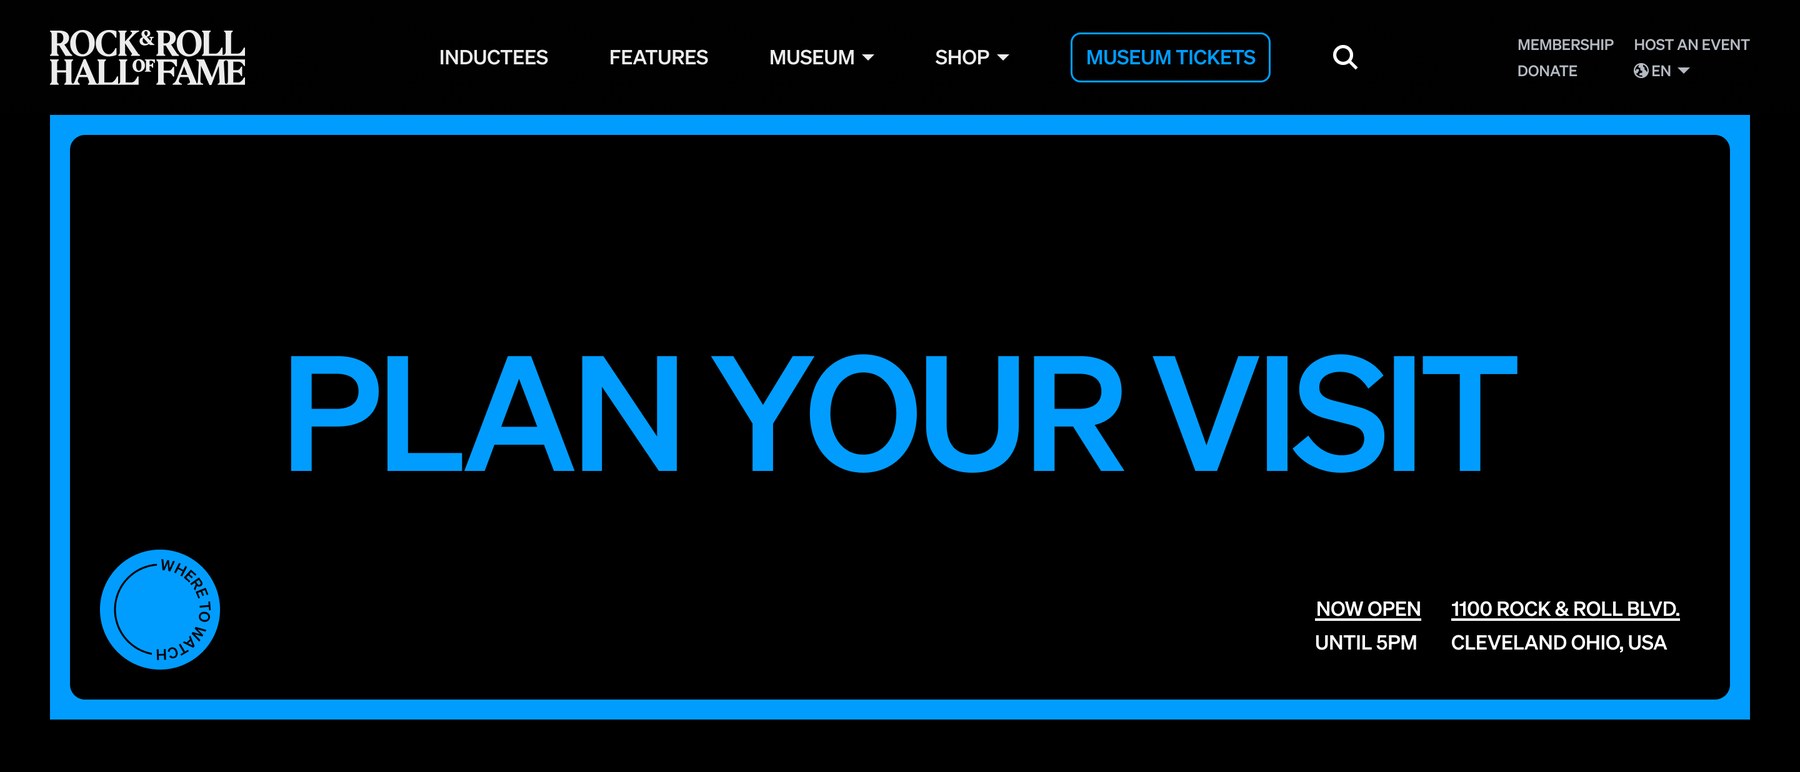 ROCK & ROLL
HALL OF FAME
INDUCTEES
FEATURES
MUSEUM
SHOP
MUSEUM TICKETS
MEMBERSHIP
HOST AN EVENT
DONATE
EN
PLAN YOUR VISIT
WHERE TO WATCH
NOW OPEN
UNTIL 5PM
1100 ROCK & ROLL BLVD.
CLEVELAND OHIO, USA